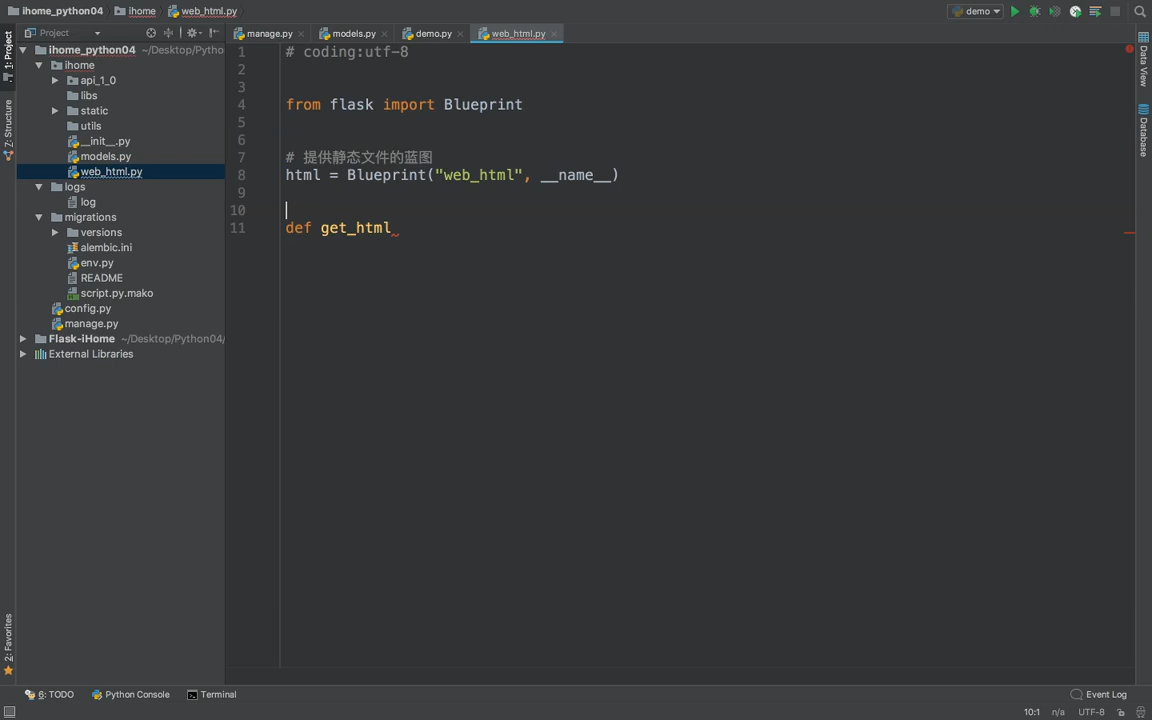 ihome_python04 ihome web_html.py demo
Project manage.py models.py demo.py web_html.py
1: Project
7: Structure
2: Favorites
ihome_python04 ~/Desktop/Pytho
ihome
api_1_0
libs
static
utils
__init__.py
models.py
web_html.py
logs
log
migrations
versions
alembic.ini
env.py
README
script.py.mako
config.py
manage.py
Flask-iHome ~/Desktop/Python04/
External Libraries
1 # coding:utf-8
2
3
4 from flask import Blueprint
5
6
7 # 提供静态文件的蓝图
8 html = Blueprint("web_html", __name__)
9
10
11 def get_html
Data View
Database
6: TODO Python Console Terminal Event Log
10:1 n/a UTF-8